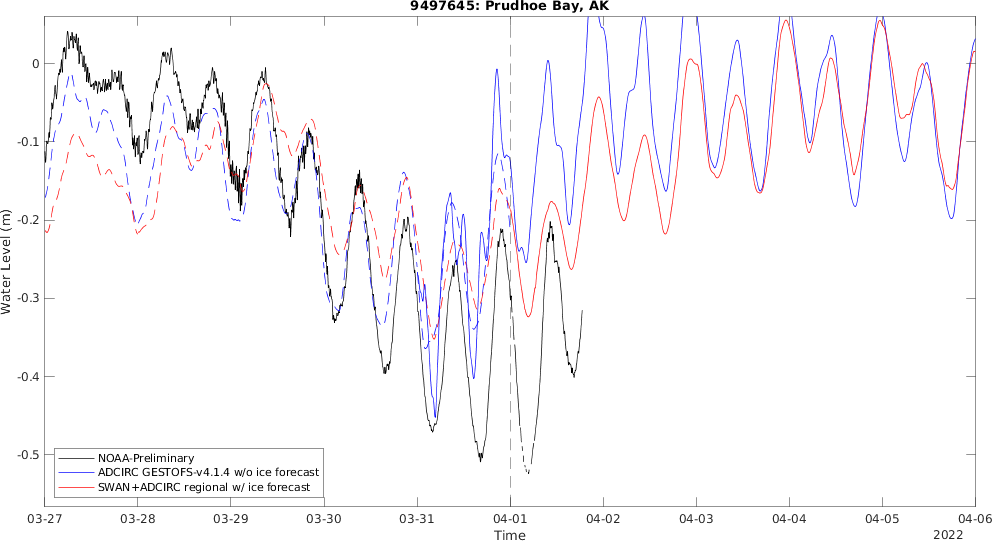 9497645: Prudhoe Bay, AK
Water Level (m)
0
-0.1
-0.2
-0.3
-0.4
-0.5
NOAA-Preliminary
ADCIRC GESTOFS-v4.1.4 w/o ice forecast
SWAN+ADCIRC regional w/ ice forecast
03-27 03-28 03-29 03-30 03-31 04-01 04-02 04-03 04-04 04-05 04-06
Time
2022